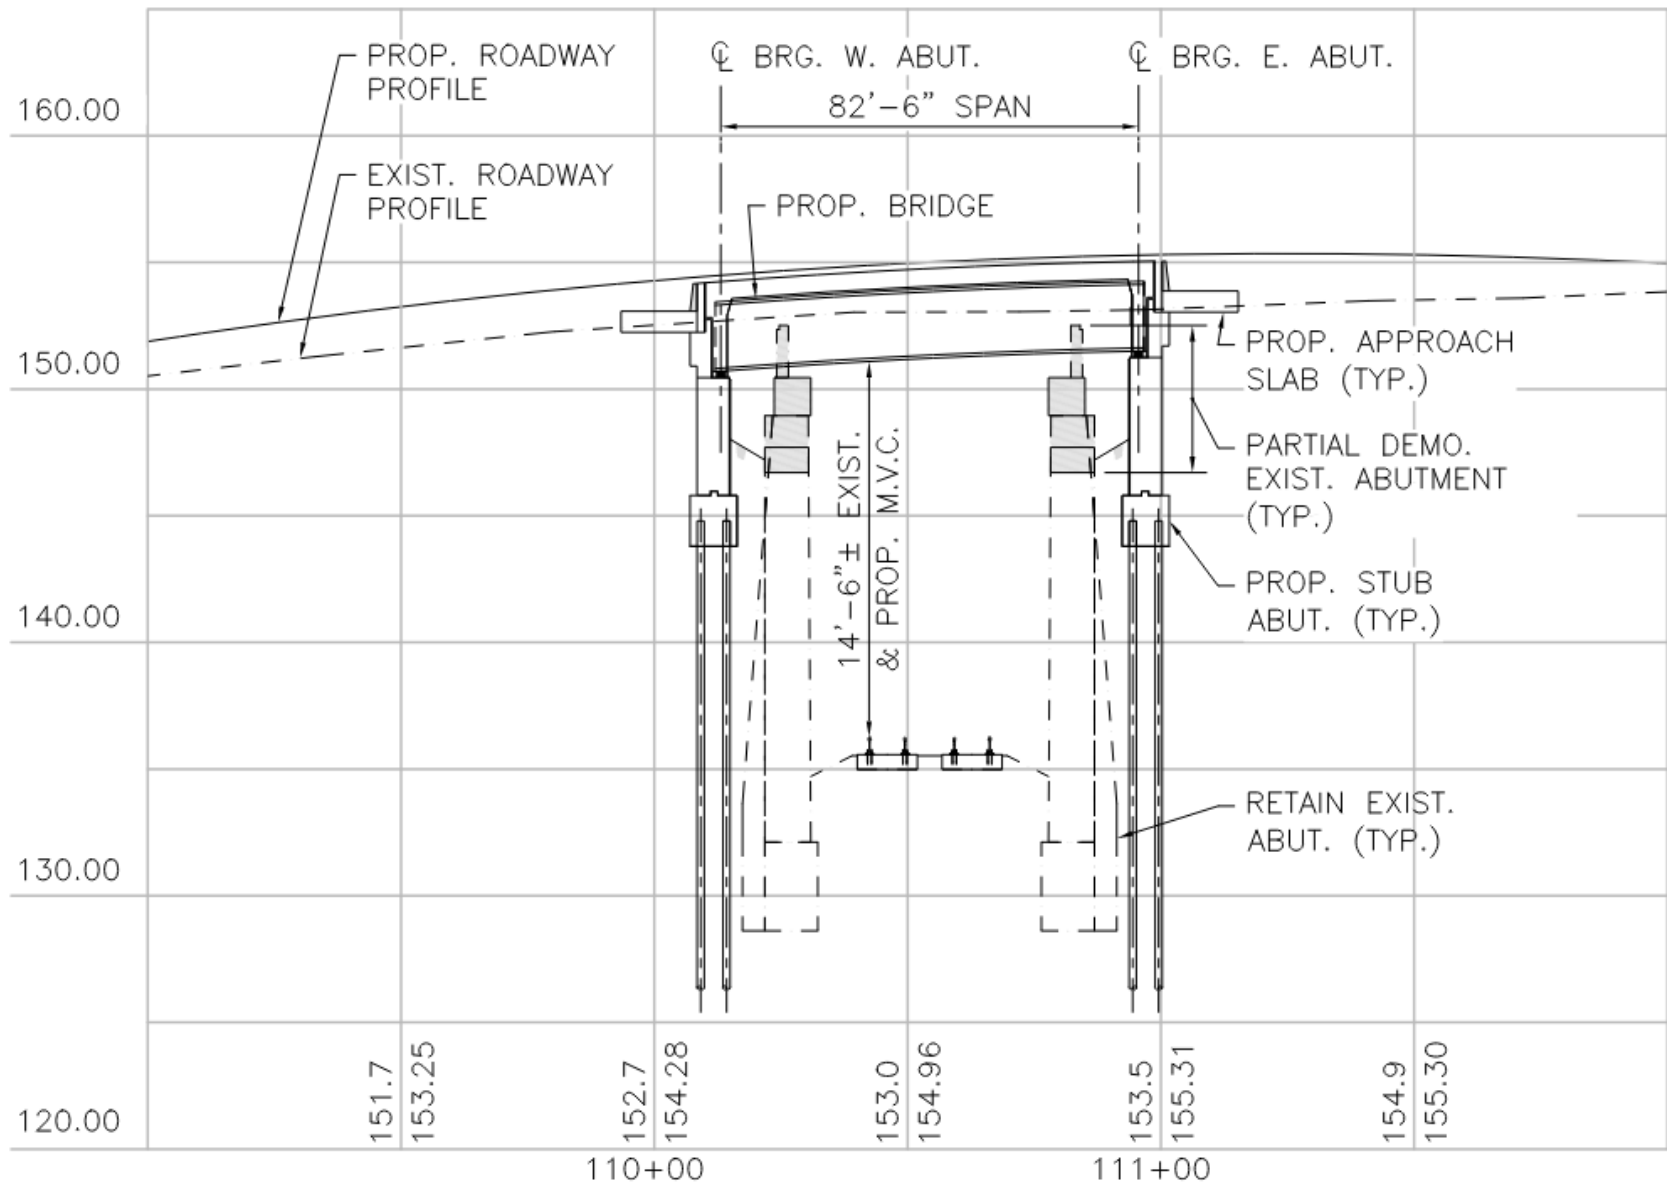 PROP. ROADWAY
PROFILE
℄ BRG. W. ABUT.
℄ BRG. E. ABUT.
82'-6" SPAN
160.00
EXIST. ROADWAY
PROFILE
PROP. BRIDGE
150.00
PROP. APPROACH
SLAB (TYP.)
14'-6"± EXIST.
& PROP. M.V.C.
PARTIAL DEMO.
EXIST. ABUTMENT
(TYP.)
140.00
PROP. STUB
ABUT. (TYP.)
RETAIN EXIST.
ABUT. (TYP.)
130.00
120.00
151.7
153.25
152.7
154.28
153.0
154.96
153.5
155.31
154.9
155.30
110+00
111+00